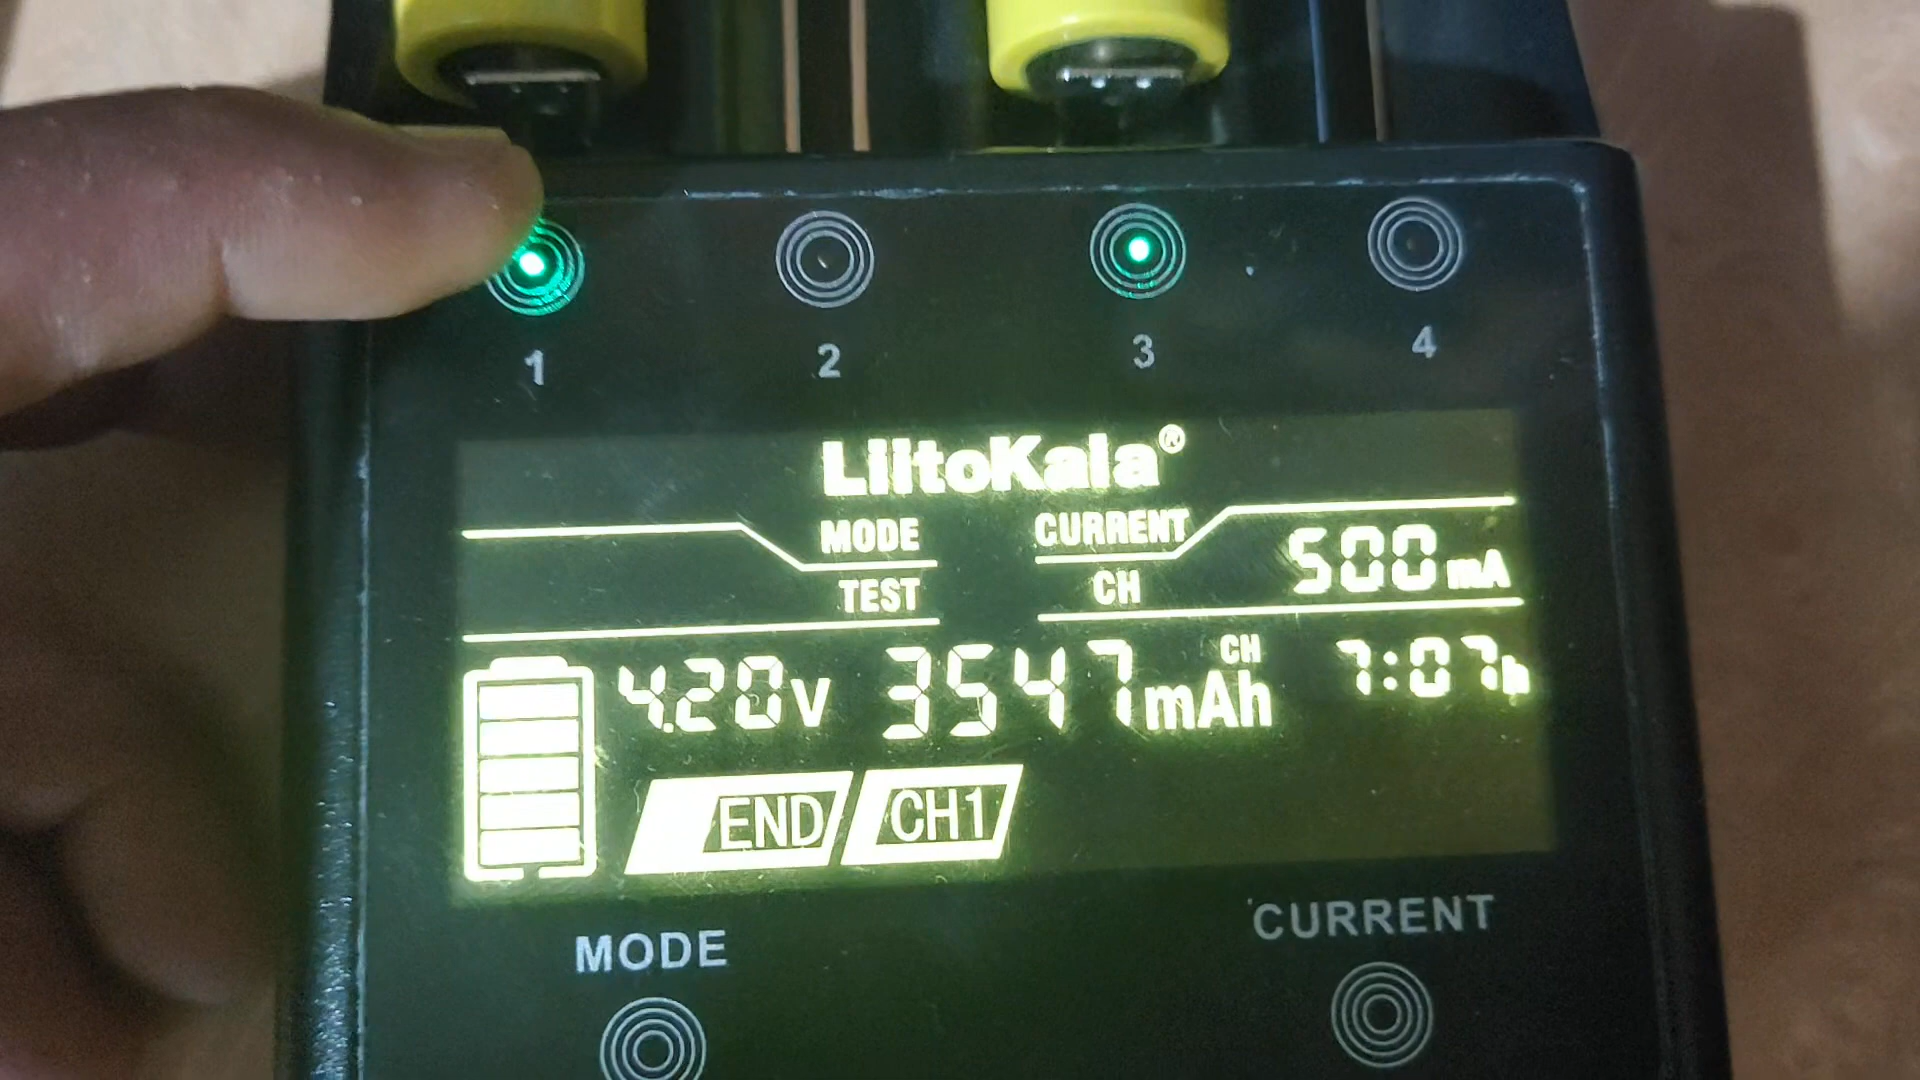 1 2 3 4
LiitoKala®
MODE CURRENT 500mA
TEST CH
4.20V 3547mAh CH 7:07h
END CH1
MODE CURRENT